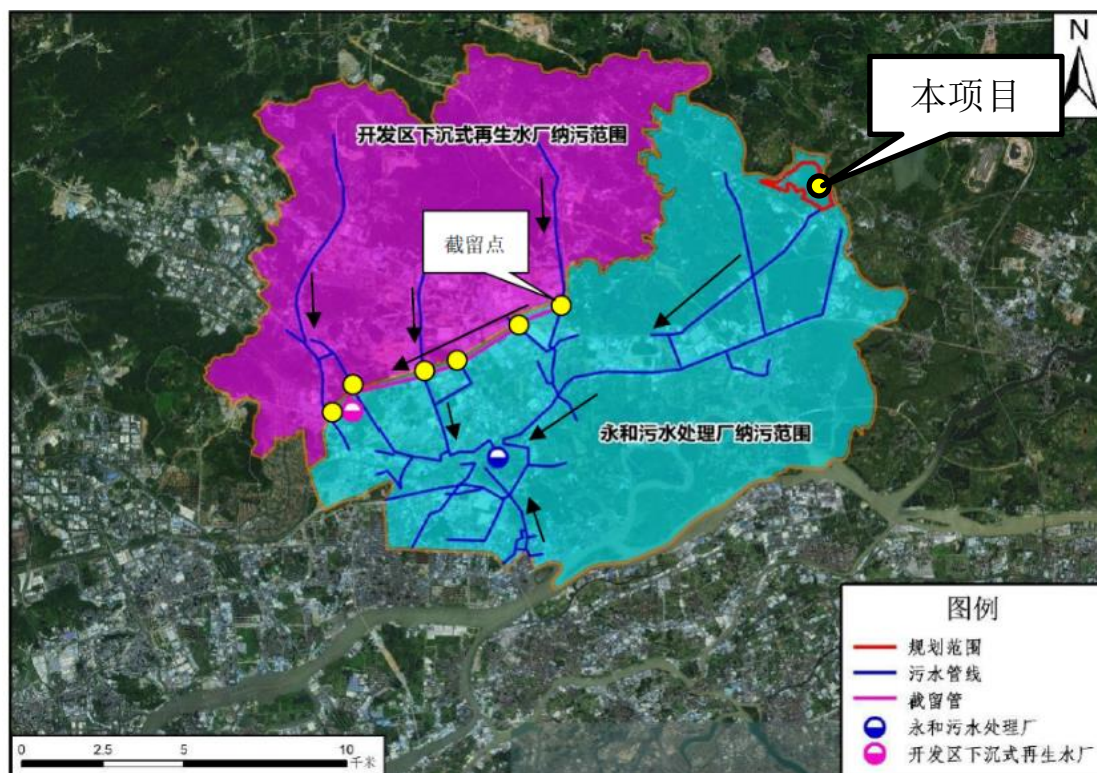 N
本项目
开发区下沉式再生水厂纳污范围
截留点
永和污水处理厂纳污范围
图例
规划范围
污水管线
截留管
永和污水处理厂
开发区下沉式再生水厂
0 2.5 5 10
千米